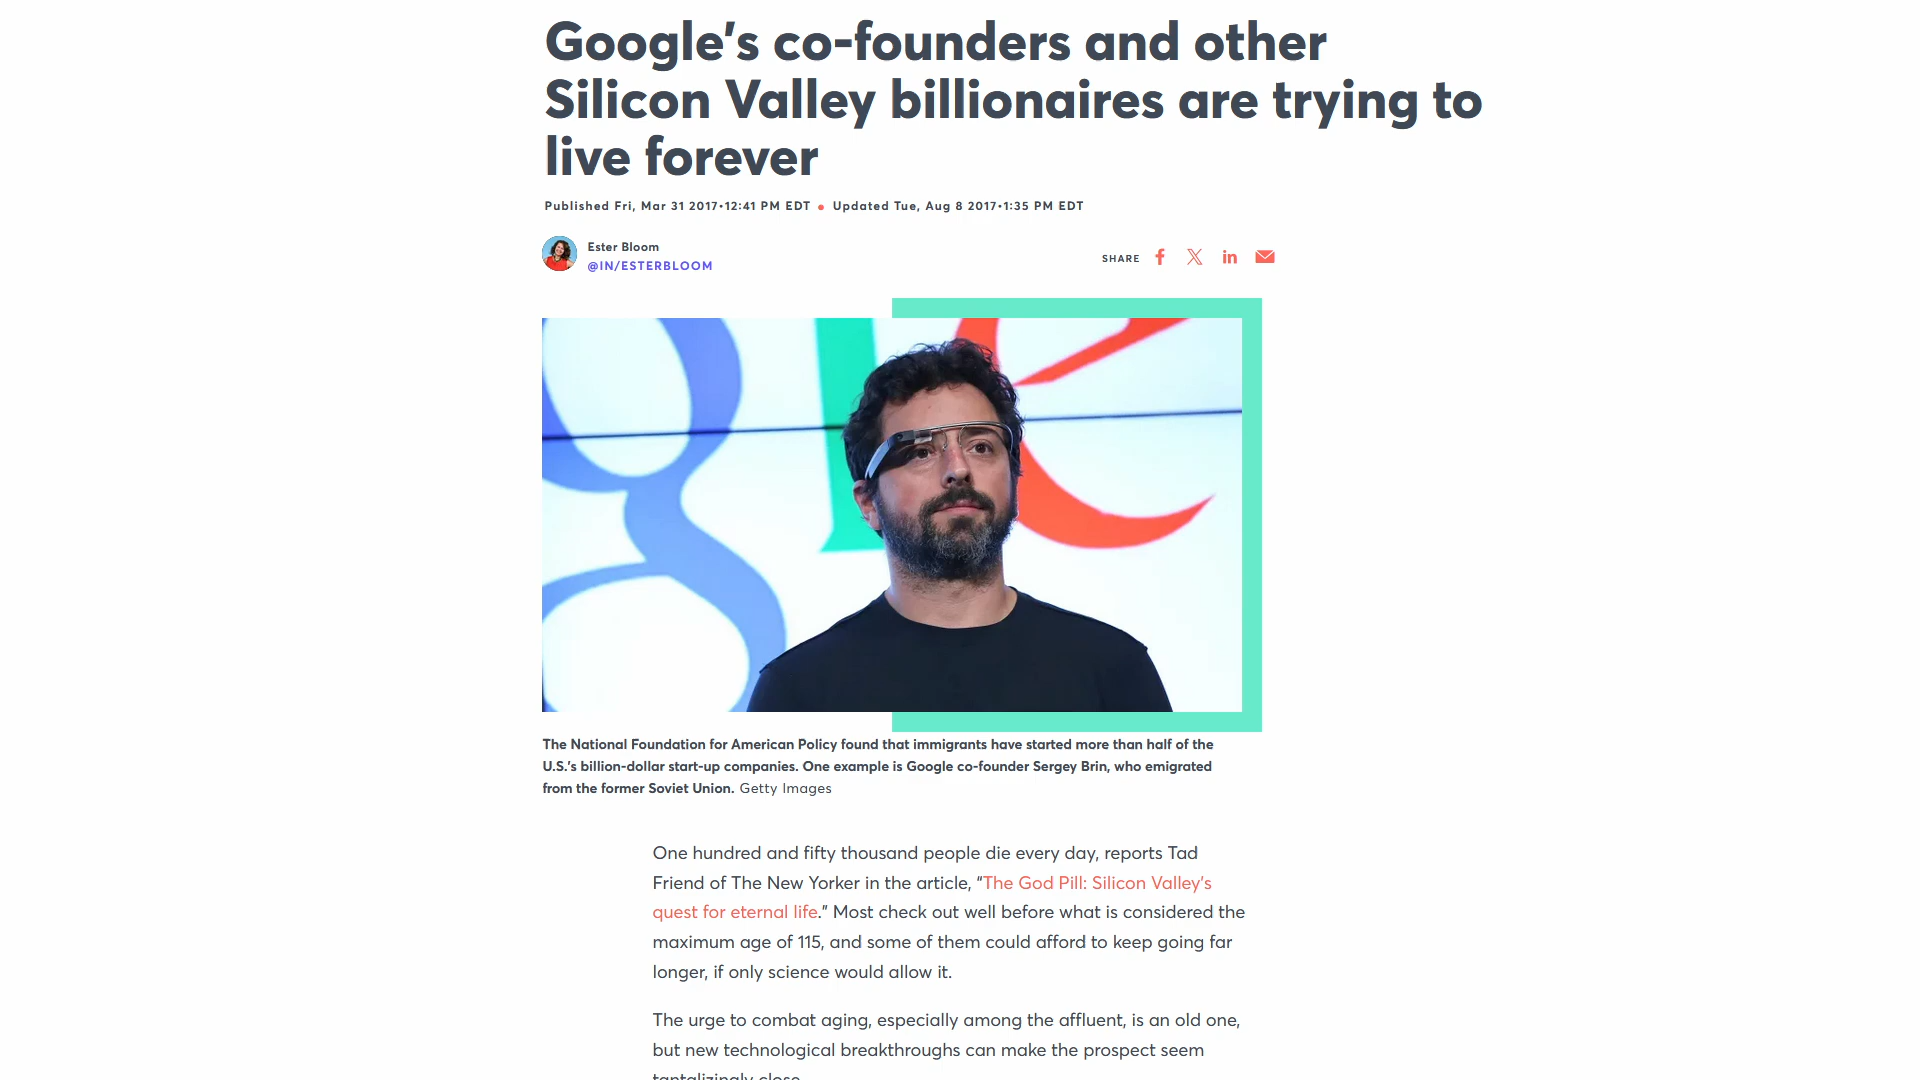 Google's co-founders and other
Silicon Valley billionaires are trying to
live forever
Published Fri, Mar 31 2017•12:41 PM EDT • Updated Tue, Aug 8 2017•1:35 PM EDT
Ester Bloom
@IN/ESTERBLOOM
SHARE
The National Foundation for American Policy found that immigrants have started more than half of the
U.S.'s billion-dollar start-up companies. One example is Google co-founder Sergey Brin, who emigrated
from the former Soviet Union. Getty Images
One hundred and fifty thousand people die every day, reports Tad
Friend of The New Yorker in the article, "The God Pill: Silicon Valley's
quest for eternal life." Most check out well before what is considered the
maximum age of 115, and some of them could afford to keep going far
longer, if only science would allow it.
The urge to combat aging, especially among the affluent, is an old one,
but new technological breakthroughs can make the prospect seem
tantalizingly close.